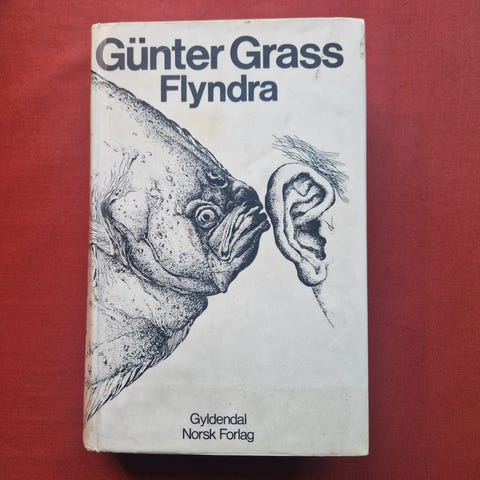 Günter Grass
Flyndra
Gyldendal
Norsk Forlag